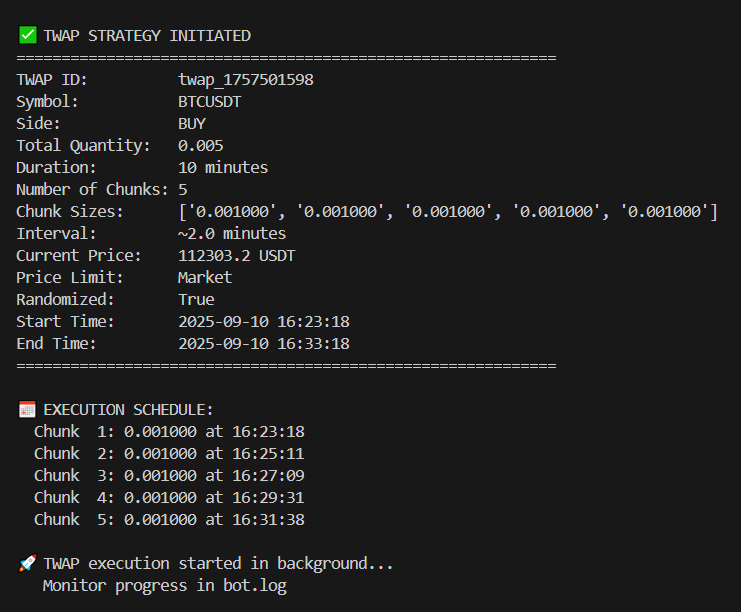 ✅ TWAP STRATEGY INITIATED
============================================================
TWAP ID:          twap_1757501598
Symbol:           BTCUSDT
Side:             BUY
Total Quantity:   0.005
Duration:         10 minutes
Number of Chunks: 5
Chunk Sizes:      ['0.001000', '0.001000', '0.001000', '0.001000', '0.001000']
Interval:         ~2.0 minutes
Current Price:    112303.2 USDT
Price Limit:      Market
Randomized:       True
Start Time:       2025-09-10 16:23:18
End Time:         2025-09-10 16:33:18
============================================================
📅 EXECUTION SCHEDULE:
  Chunk  1: 0.001000 at 16:23:18
  Chunk  2: 0.001000 at 16:25:11
  Chunk  3: 0.001000 at 16:27:09
  Chunk  4: 0.001000 at 16:29:31
  Chunk  5: 0.001000 at 16:31:38
🚀 TWAP execution started in background...
   Monitor progress in bot.log